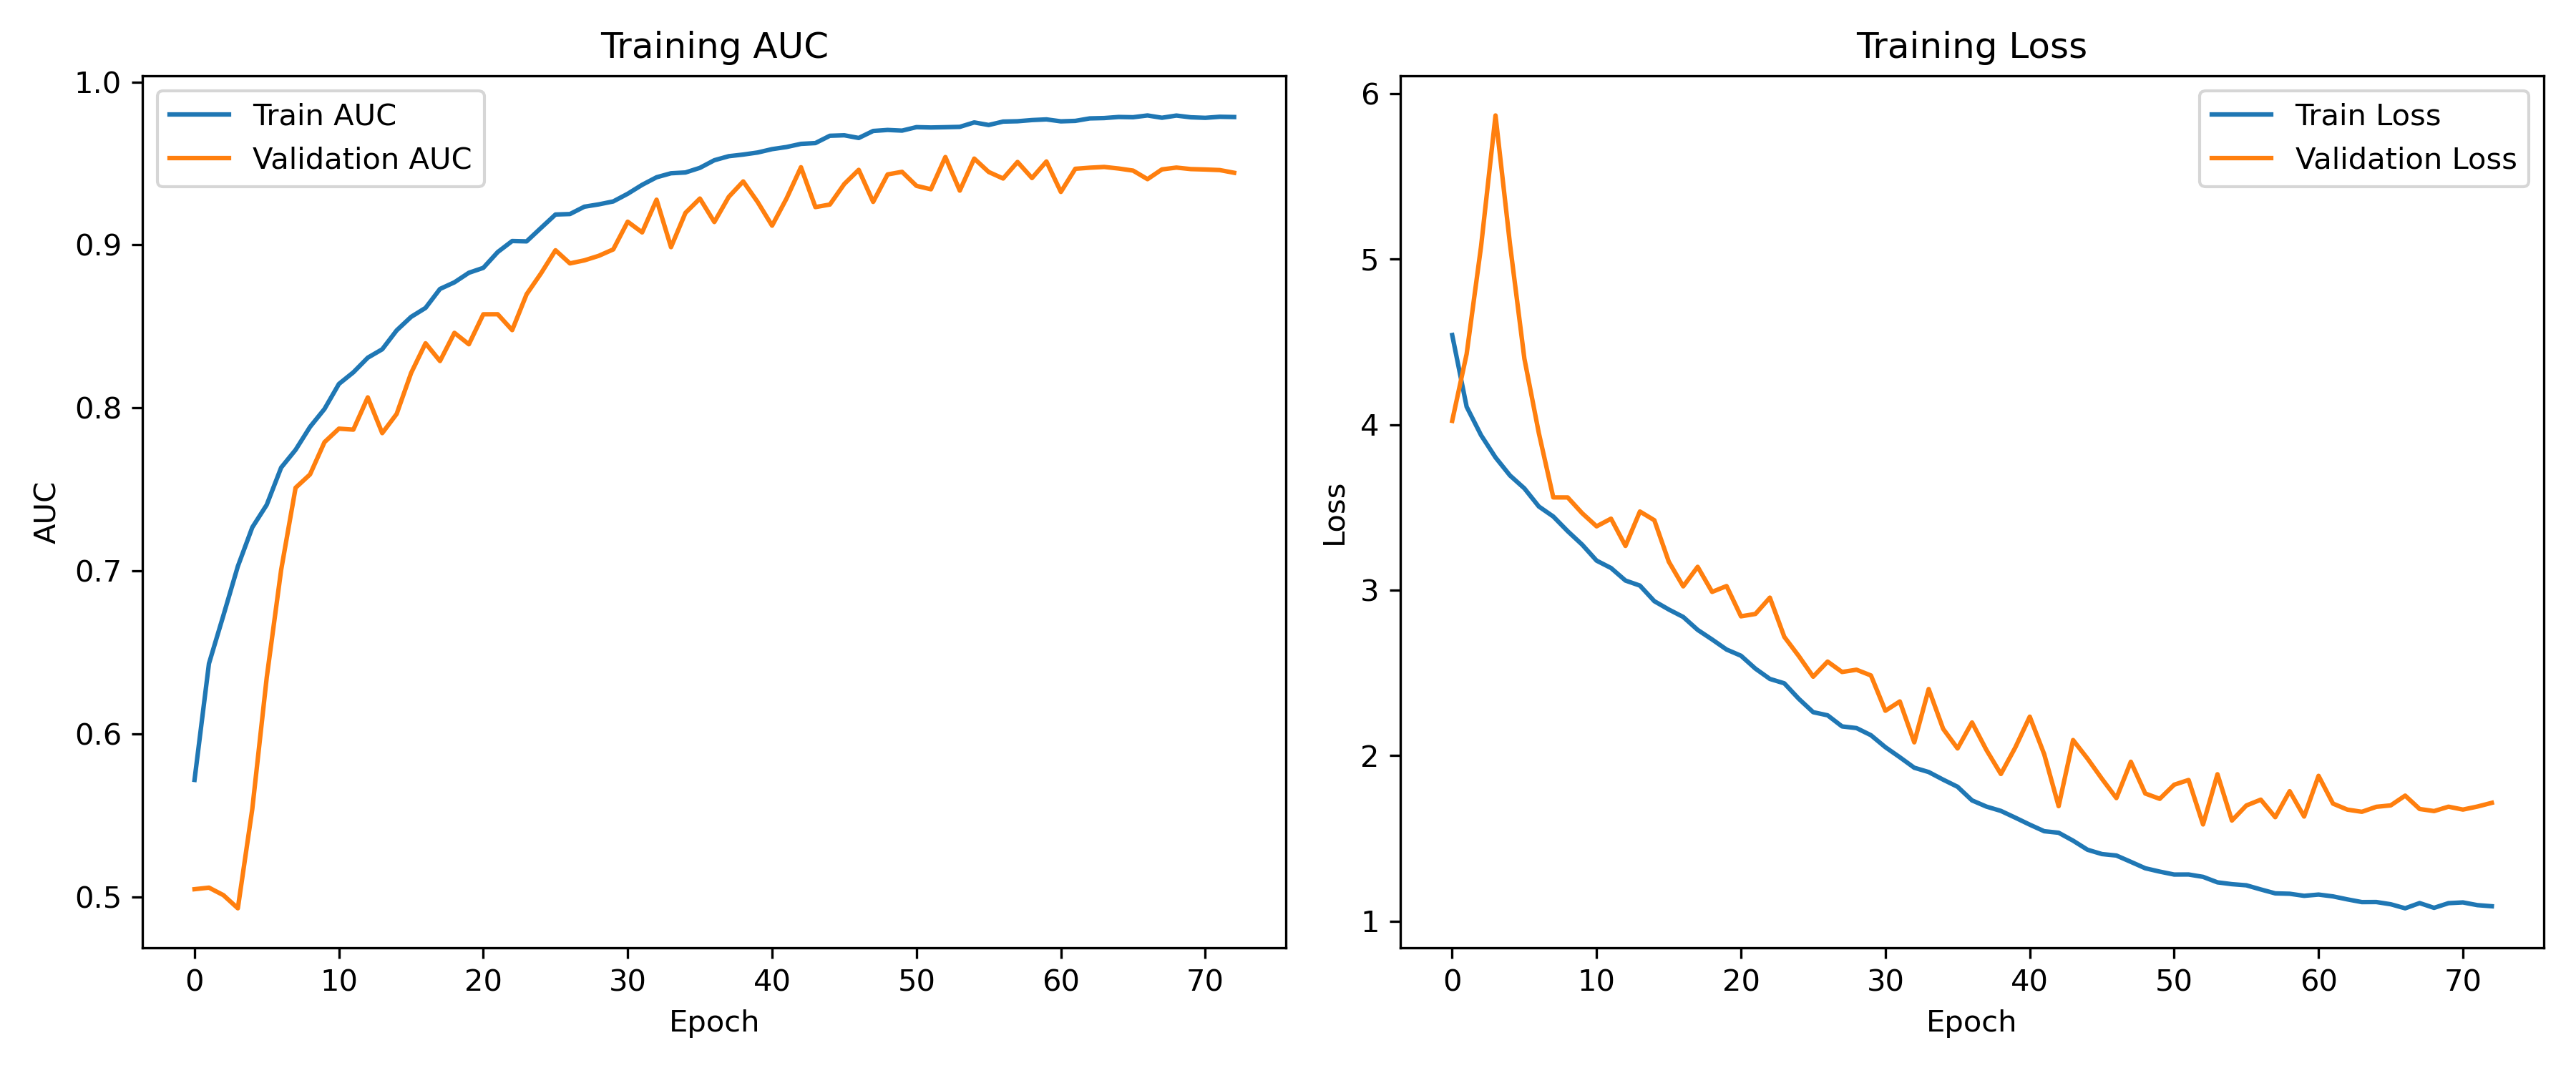 Training AUC
1.0
0.9
0.8
0.7
0.6
0.5
AUC
Train AUC
Validation AUC
0 10 20 30 40 50 60 70
Epoch
Training Loss
6
5
4
3
2
1
Loss
Train Loss
Validation Loss
0 10 20 30 40 50 60 70
Epoch